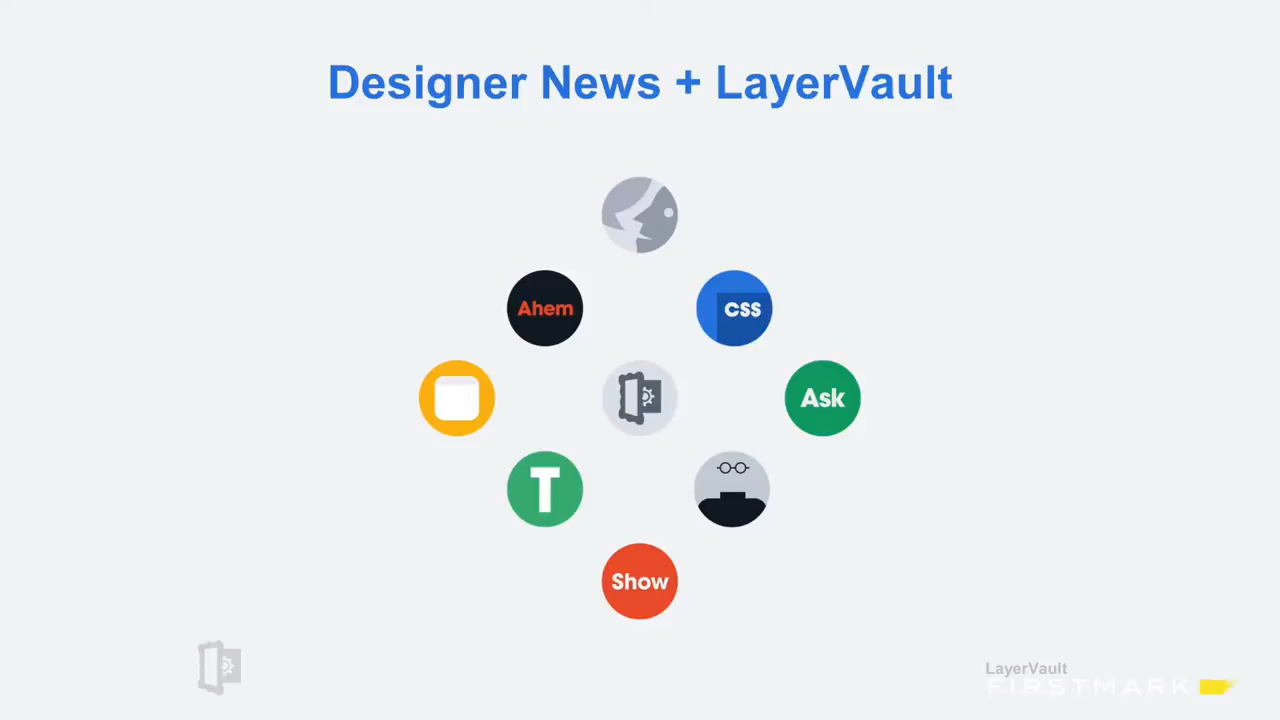 Designer News + LayerVault
Ahem
CSS
Ask
T
Show
LayerVault
FIRSTMARK